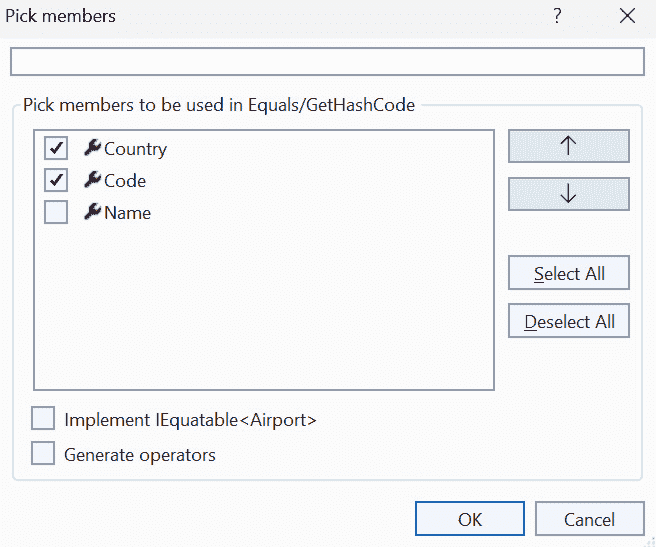 Pick members
?
Pick members to be used in Equals/GetHashCode
Country
Code
Name
Select All
Deselect All
Implement IEquatable<Airport>
Generate operators
OK
Cancel